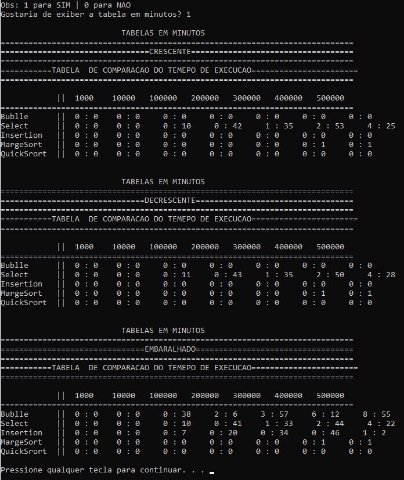 Obs: 1 para SIM | 0 para NAO
Gostaria de exiber a tabela em minutos? 1
TABELAS EM MINUTOS
======================================================================
=============================CRESCENTE================================
======================================================================
==========TABELA  DE COMPARACAO DO TEMEPO DE EXECUCAO=====================
======================================================================
|| 1000 10000 100000 200000 300000 400000 500000
======================================================================
Bublle || 0 : 0 0 : 0 0 : 0 0 : 0 0 : 0 0 : 0 0 : 0
Select || 0 : 0 0 : 0 0 : 10 0 : 42 1 : 35 2 : 53 4 : 25
Insertion || 0 : 0 0 : 0 0 : 0 0 : 0 0 : 0 0 : 0 0 : 0
MargeSort || 0 : 0 0 : 0 0 : 0 0 : 0 0 : 0 0 : 1 0 : 1
QuickSnort || 0 : 0 0 : 0 0 : 0 0 : 0 0 : 0 0 : 0 0 : 0
TABELAS EM MINUTOS
======================================================================
============================DECRESCENTE===============================
======================================================================
==========TABELA  DE COMPARACAO DO TEMEPO DE EXECUCAO=====================
======================================================================
|| 1000 10000 100000 200000 300000 400000 500000
======================================================================
Bublle || 0 : 0 0 : 0 0 : 0 0 : 0 0 : 0 0 : 0 0 : 0
Select || 0 : 0 0 : 0 0 : 11 0 : 43 1 : 35 2 : 50 4 : 28
Insertion || 0 : 0 0 : 0 0 : 0 0 : 0 0 : 0 0 : 0 0 : 0
MargeSort || 0 : 0 0 : 0 0 : 0 0 : 0 0 : 0 0 : 1 0 : 1
QuickSnort || 0 : 0 0 : 0 0 : 0 0 : 0 0 : 0 0 : 0 0 : 0
TABELAS EM MINUTOS
======================================================================
============================EMBARALHADO===============================
======================================================================
==========TABELA  DE COMPARACAO DO TEMEPO DE EXECUCAO=====================
======================================================================
|| 1000 10000 100000 200000 300000 400000 500000
======================================================================
Bublle || 0 : 0 0 : 0 0 : 38 2 : 6 3 : 57 6 : 12 8 : 55
Select || 0 : 0 0 : 0 0 : 10 0 : 41 1 : 33 2 : 44 4 : 22
Insertion || 0 : 0 0 : 0 0 : 7 0 : 20 0 : 34 0 : 46 1 : 2
MargeSort || 0 : 0 0 : 0 0 : 0 0 : 0 0 : 0 0 : 1 0 : 1
QuickSnort || 0 : 0 0 : 0 0 : 0 0 : 0 0 : 0 0 : 0 0 : 0
Pressione qualquer tecla para continuar. . . _